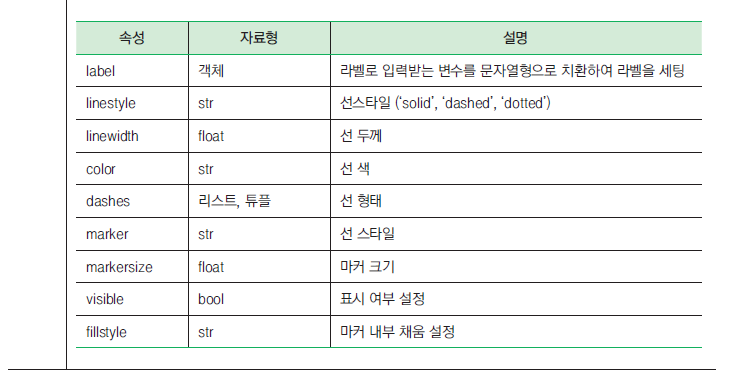 속성 자료형 설명
label 객체 라벨로 입력받는 변수를 문자열형으로 치환하여 라벨을 세팅
linestyle str 선스타일 (‘solid’, ‘dashed’, ‘dotted’)
linewidth float 선 두께
color str 선 색
dashes 리스트, 튜플 선 형태
marker str 선 스타일
markersize float 마커 크기
visible bool 표시 여부 설정
fillstyle str 마커 내부 채움 설정